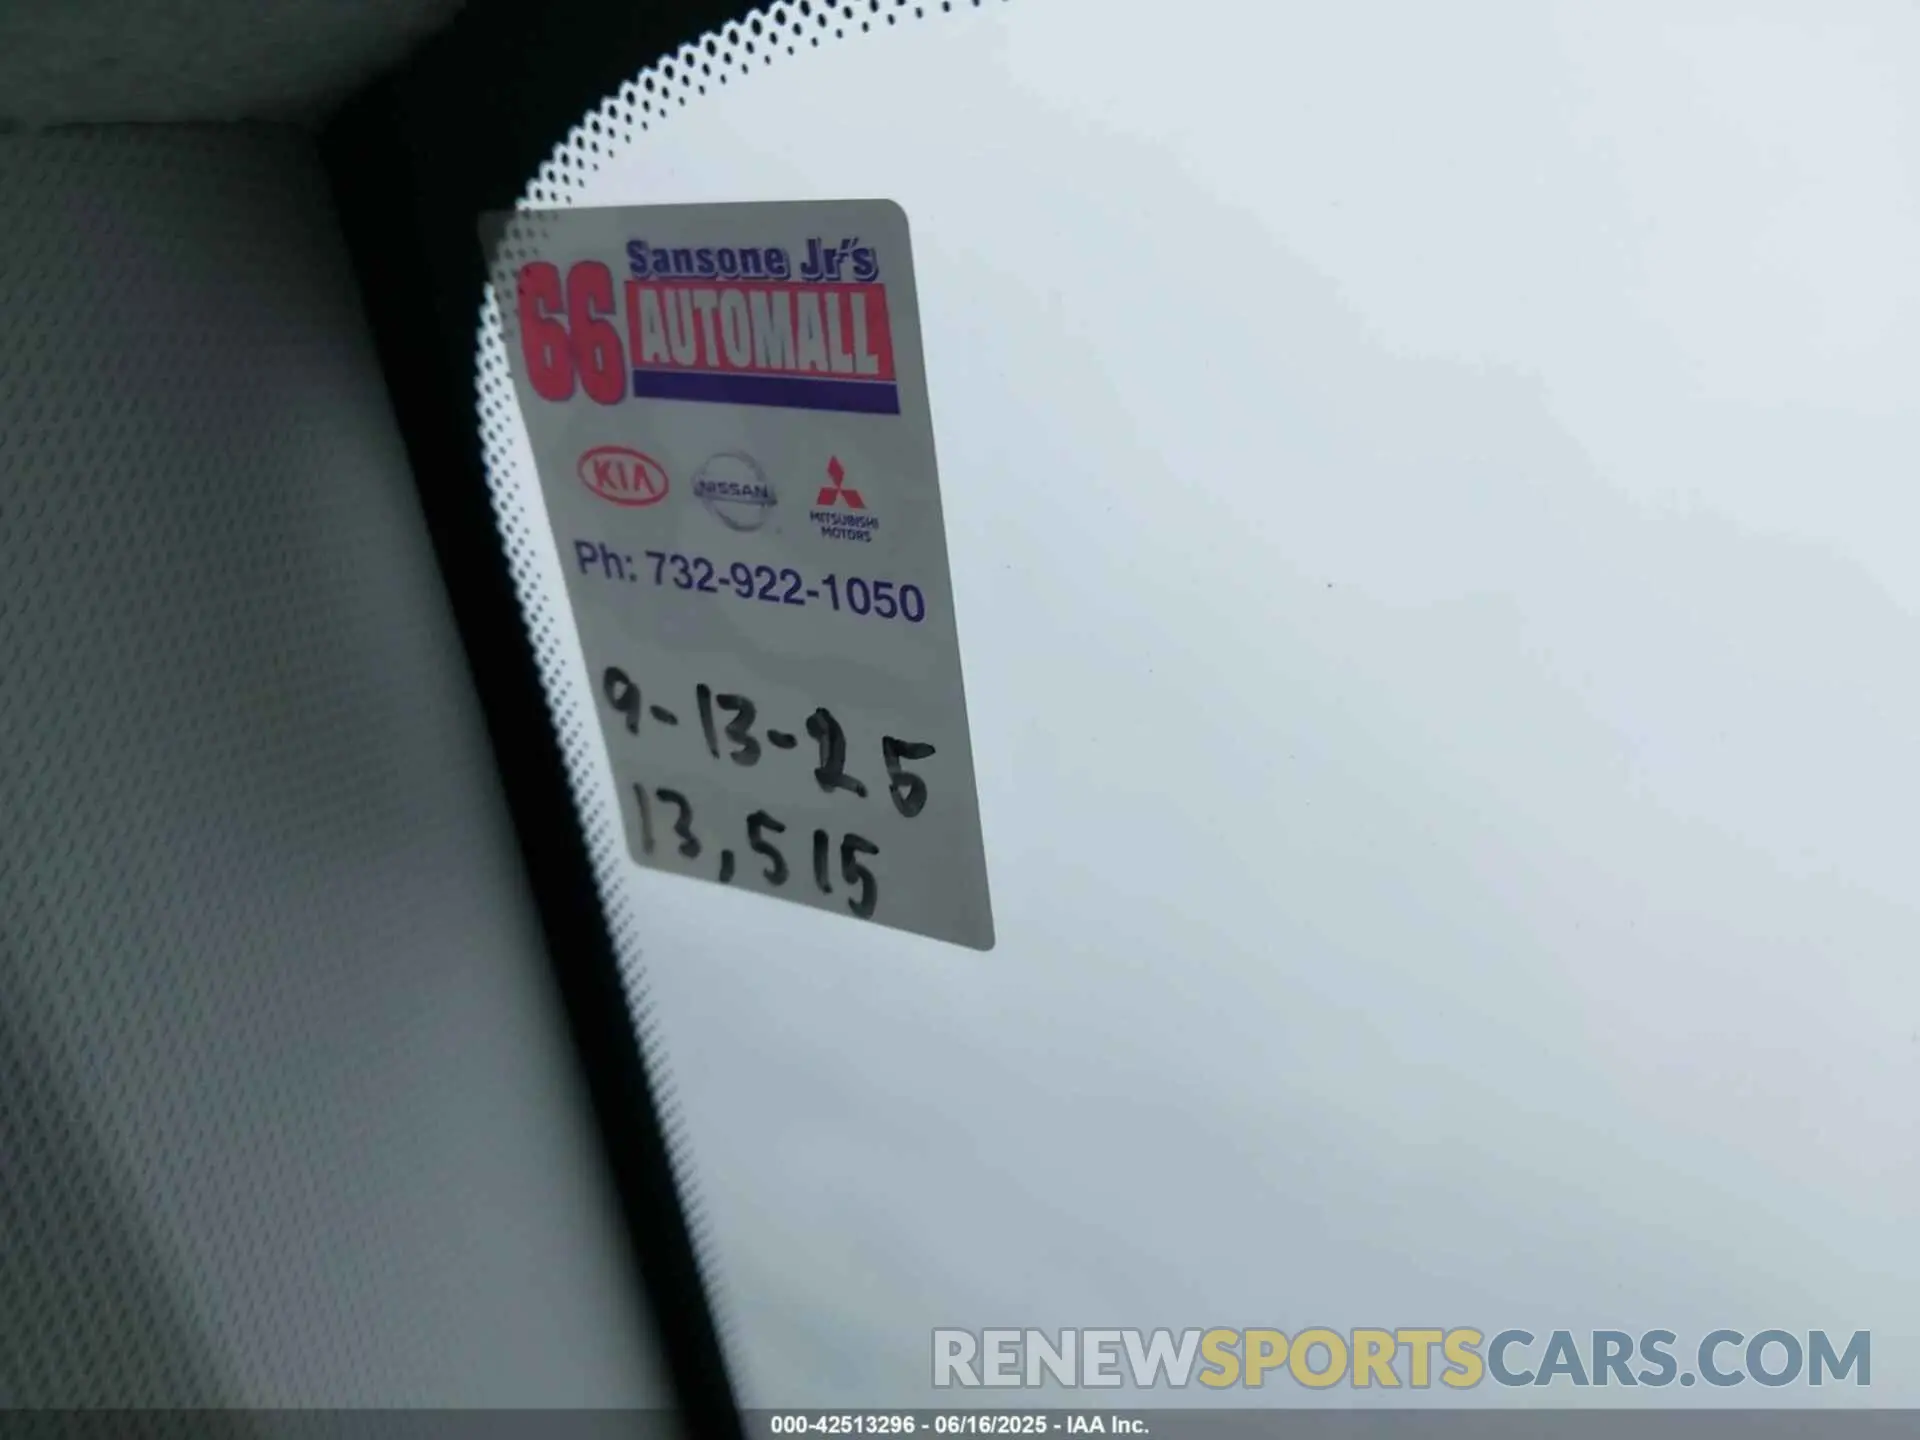 Sansone Jr's
66 AUTOMALL
KIA NISSAN MITSUBISHI MOTORS
Ph: 732-922-1050
9-13-25
13,515
RENEWSPORTSCARS.COM
000-42513296 - 06/16/2025 - IAA Inc.